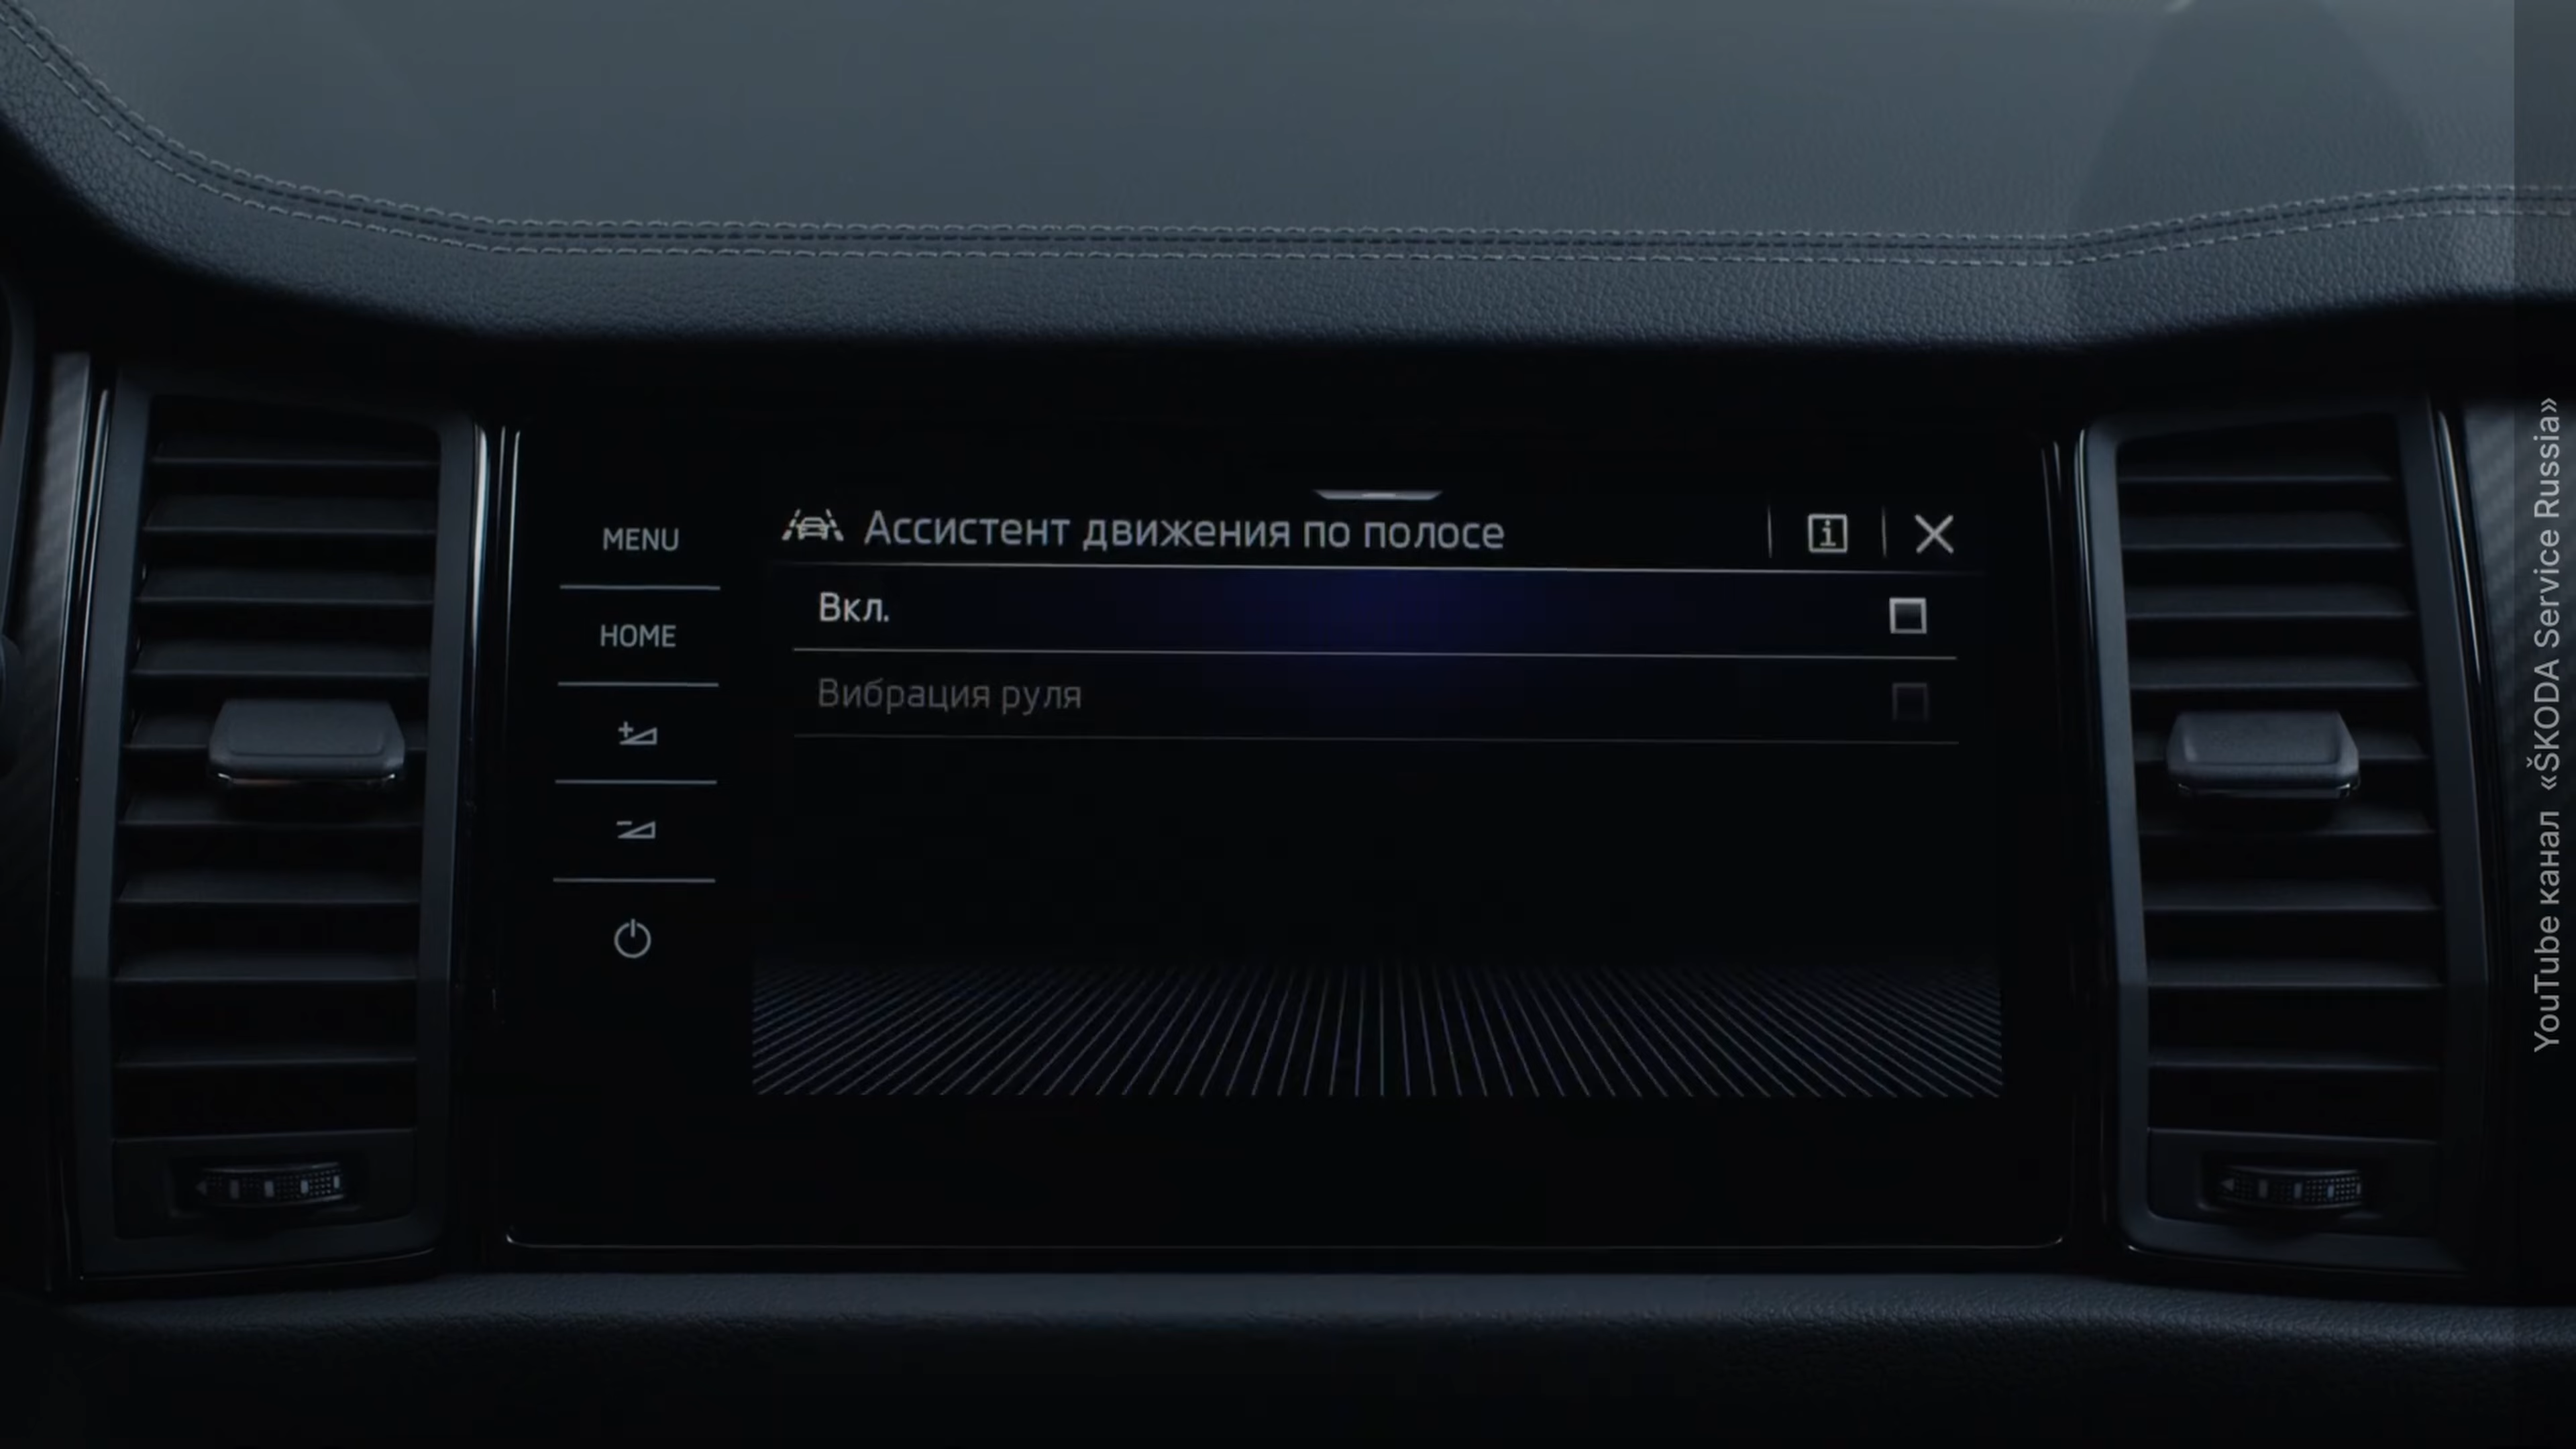 MENU
HOME
Ассистент движения по полосе
Вкл.
Вибрация руля
YouTube канал «ŠKODA Service Russia»